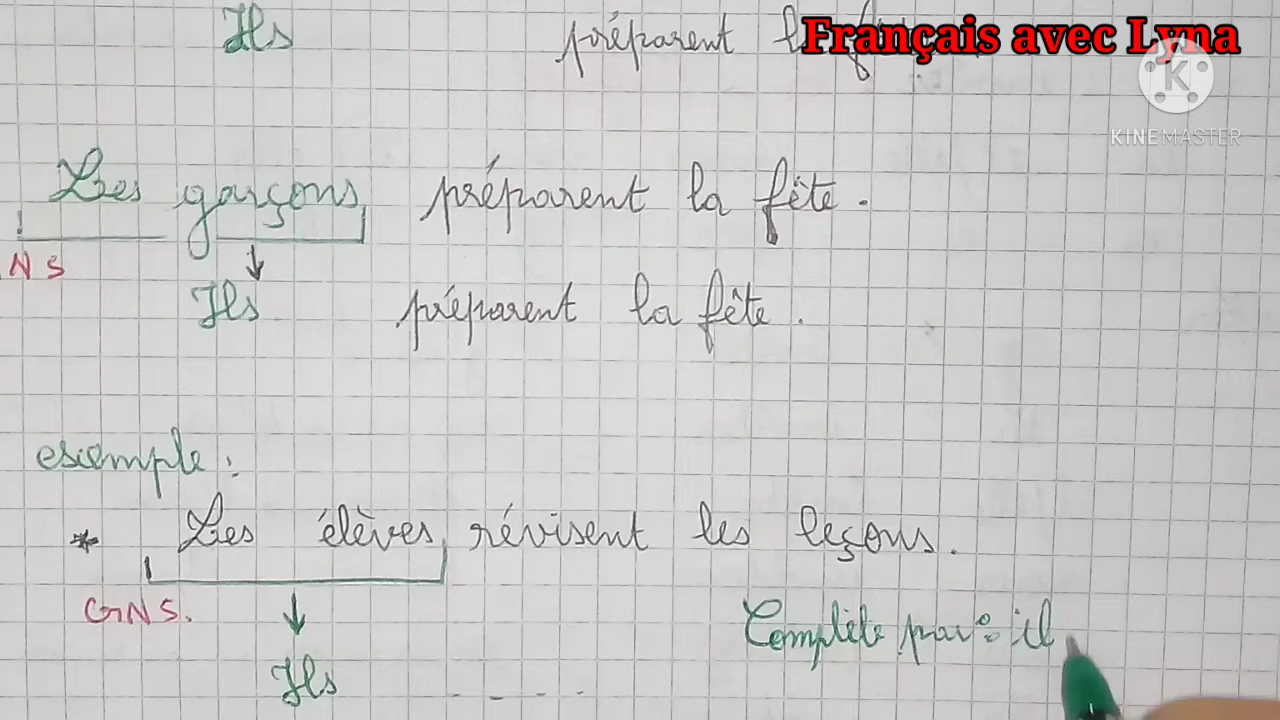 Français avec Lyna
Ils préparent
K
KINEMASTER
Les garçons préparent la fête.
NS
Ils préparent la fête.
exemple :
* Les élèves révisent les leçons.
GNS.
Complète par : il
Ils - - - -